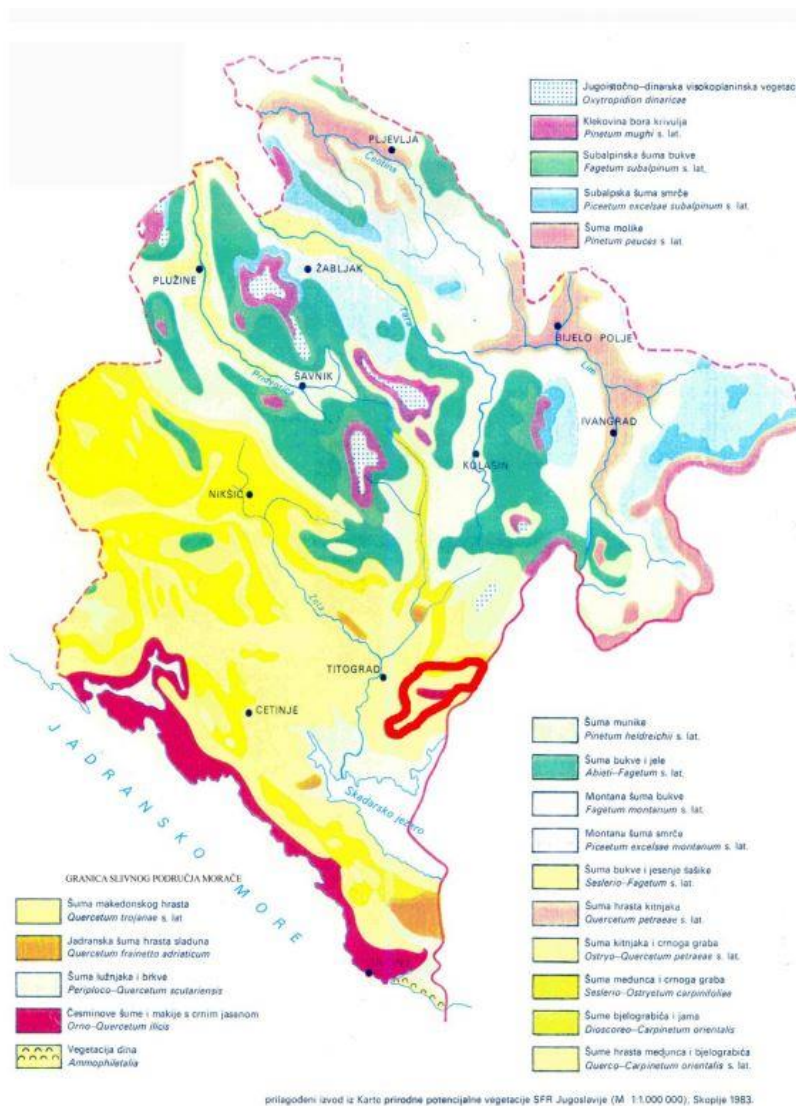 Jugoistočno–dinarska visokoplaninska vegetac
Oxytropidion dinaricae
Klekovina bora krivulja
Pinetum mughi s. lat.
Subalpinska šuma bukve
Fagetum subalpinum s. lat.
Subalpska šuma smrče
Piceetum excelsae subalpinum s. lat.
Šuma molike
Pinetum peuces s. lat.
PLJEVLJA
Ćeotina
PLUŽINE
ŽABLJAK
Tara
BIJELO POLJE
Lim
ŠAVNIK
IVANGRAD
KOLAŠIN
NIKŠIĆ
Zeta
TITOGRAD
CETINJE
Skadarsko jezero
JADRANSKO MORE
GRANICA SLIVNOG PODRUČJA MORAČE
Šuma makedonskog hrasta
Quercetum trojanae s. lat
Jadranska šuma hrasta sladuna
Quercetum frainetto adriaticum
Šuma lužnjaka i brkve
Periploco–Quercetum scutariensis
Česminove šume i makije s crnim jasenom
Orno–Quercetum ilicis
Vegetacija dina
Ammophiletalia
Šuma munike
Pinetum heldreichii s. lat.
Šuma bukve i jele
Abieti–Fagetum s. lat.
Montana šuma bukve
Fagetum montanum s. lat.
Montana šuma smrče
Piceetum excelsae montanum s. lat.
Šuma bukve i jesenje šašike
Seslerio–Fagetum s. lat.
Šuma hrasta kitnjaka
Quercetum petraeae s. lat.
Šuma kitnjaka i crnoga graba
Ostryo–Quercetum petraeae s. lat.
Šuma medunca i crnoga graba
Seslerio–Ostryetum carpinifoliae
Šume bjelograbića i jama
Dioscoreo–Carpinetum orientalis
Šume hrasta medunca i bjelograbića
Querco–Carpinetum orientalis s. lat.
prilagođeni izvod iz Karte prirodne potencijalne vegetacije SFR Jugoslavije (M 1:1.000 000), Skoplje 1983.